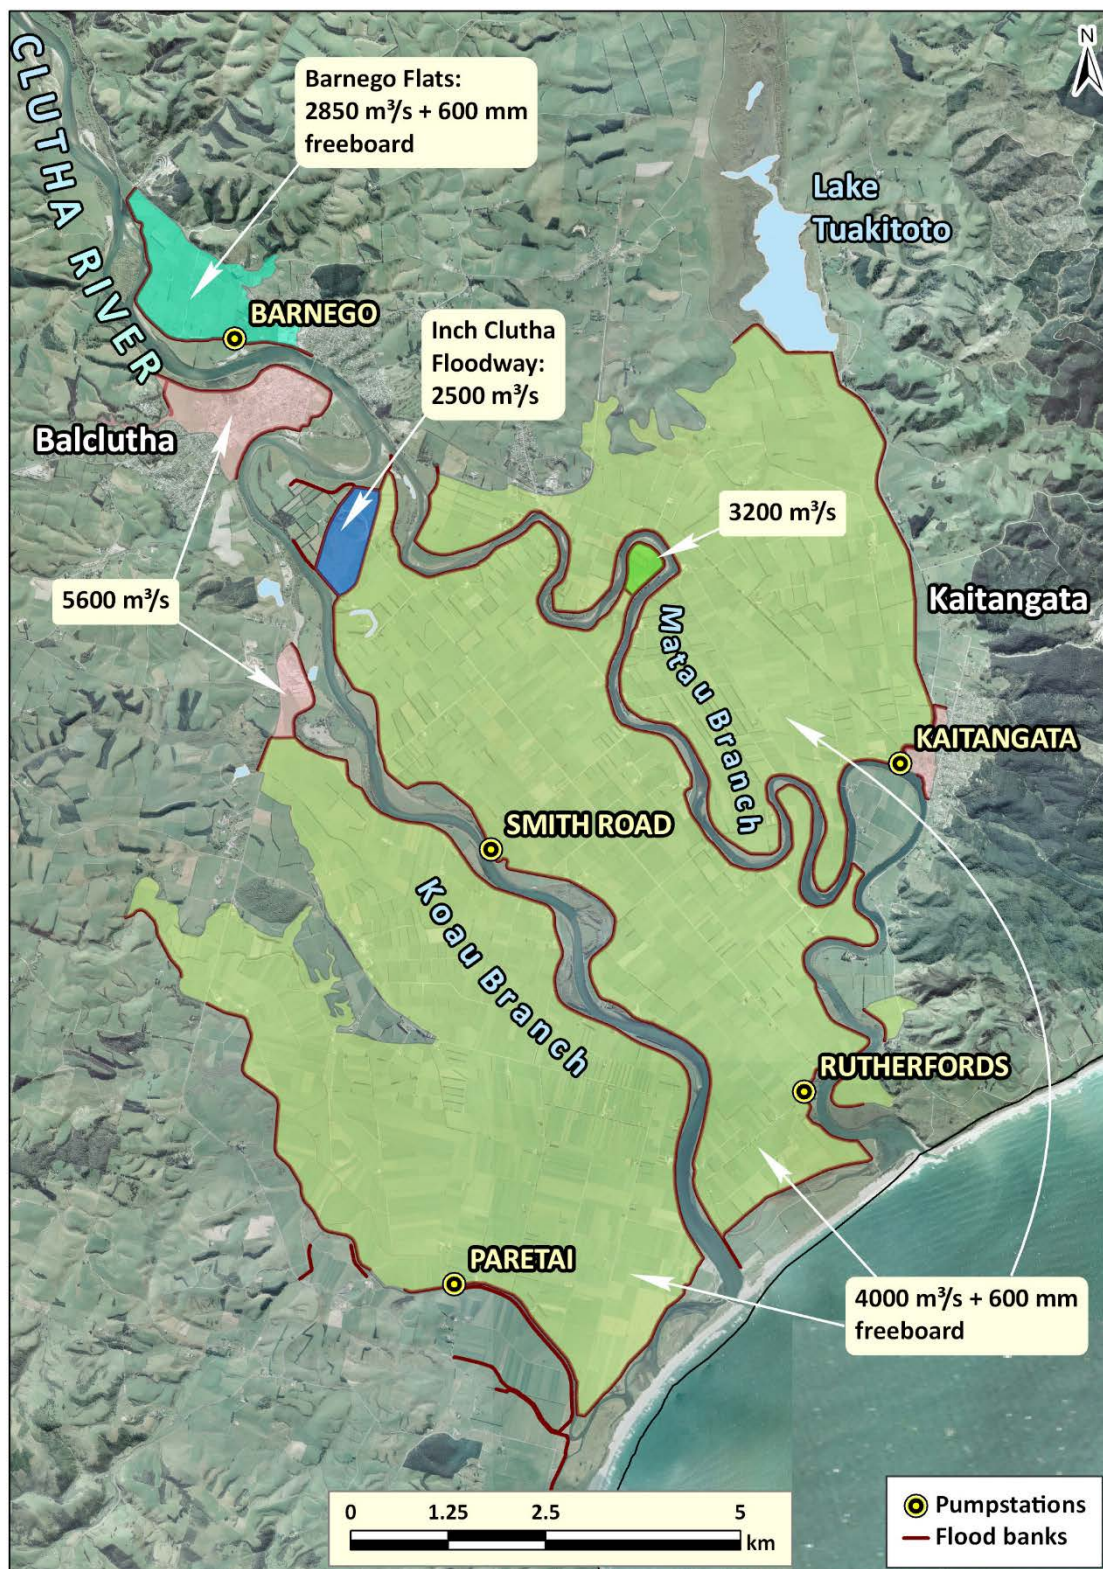 N
CLUTHA RIVER
Barnego Flats:
2850 m³/s + 600 mm
freeboard
Lake
Tuakitoto
BARNEGO
Inch Clutha
Floodway:
2500 m³/s
Balclutha
3200 m³/s
5600 m³/s
Kaitangata
Matau Branch
KAITANGATA
SMITH ROAD
Koau Branch
RUTHERFORDS
PARETAI
4000 m³/s + 600 mm
freeboard
0 1.25 2.5 5
km
Pumpstations
Flood banks